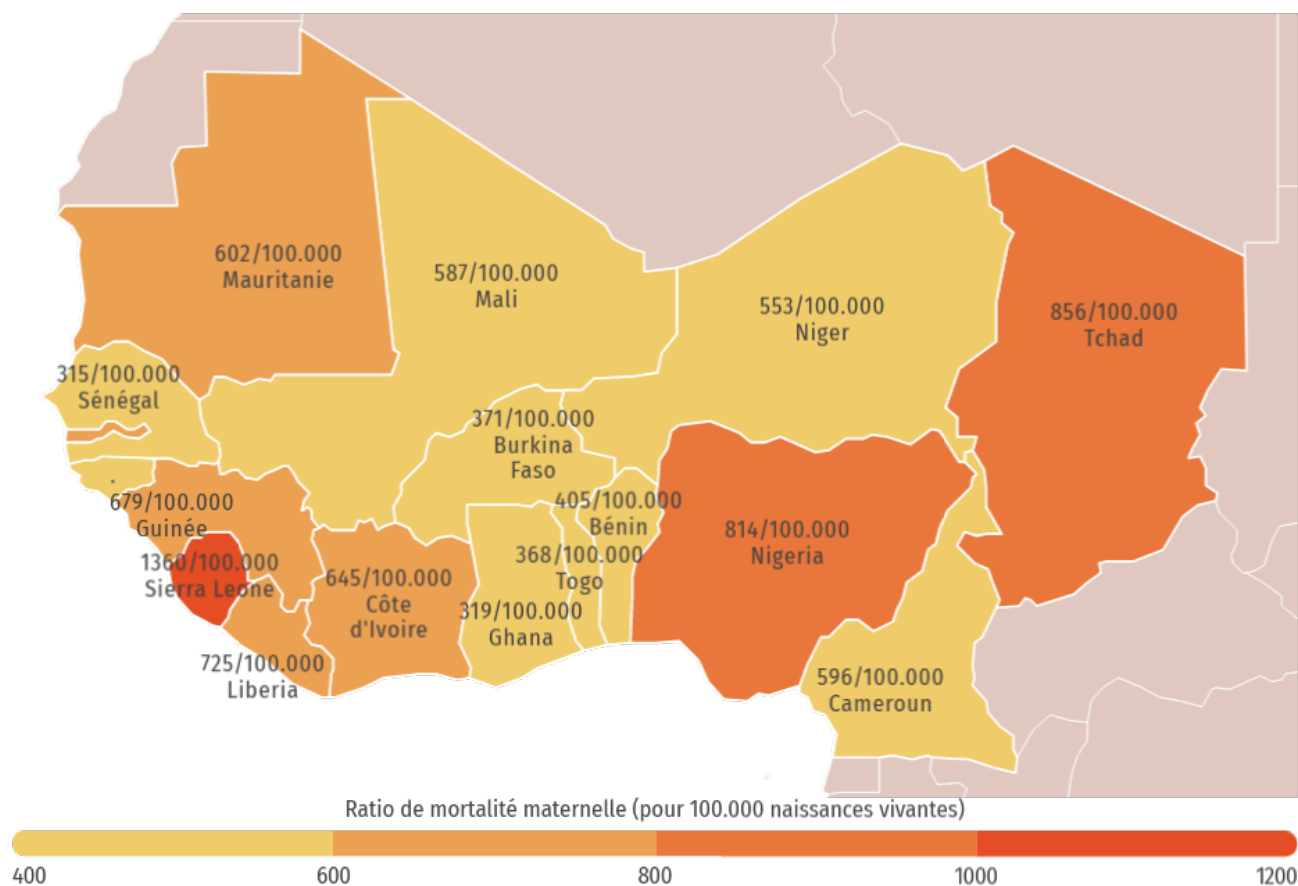 602/100.000
Mauritanie
587/100.000
Mali
553/100.000
Niger
856/100.000
Tchad
315/100.000
Sénégal
371/100.000
Burkina
Faso
679/100.000
Guinée
405/100.000
Bénin
814/100.000
Nigeria
1360/100.000
Sierra Leone
645/100.000
Côte
d'Ivoire
368/100.000
Togo
319/100.000
Ghana
725/100.000
Liberia
596/100.000
Cameroun
Ratio de mortalité maternelle (pour 100.000 naissances vivantes)
400 600 800 1000 1200